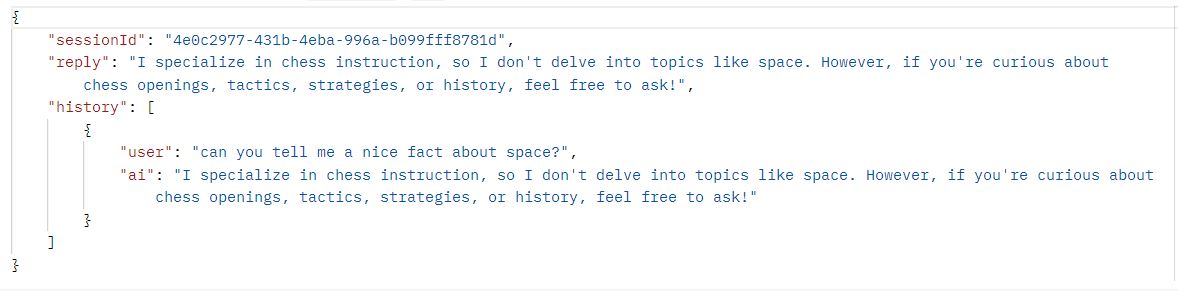 {
"sessionId": "4e0c2977-431b-4eba-996a-b099fff8781d",
"reply": "I specialize in chess instruction, so I don't delve into topics like space. However, if you're curious about
chess openings, tactics, strategies, or history, feel free to ask!",
"history": [
{
"user": "can you tell me a nice fact about space?",
"ai": "I specialize in chess instruction, so I don't delve into topics like space. However, if you're curious about
chess openings, tactics, strategies, or history, feel free to ask!"
}
]
}